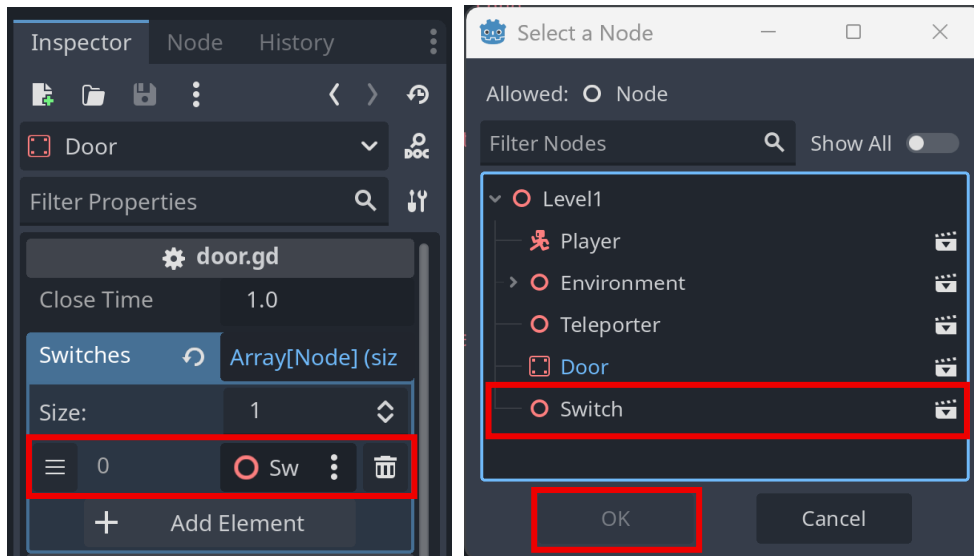 Inspector Node History
Door
DOC
Filter Properties
door.gd
Close Time 1.0
Switches Array[Node] (siz
Size: 1
0 Sw
Add Element
Select a Node
Allowed: Node
Filter Nodes Show All
Level1
Player
Environment
Teleporter
Door
Switch
OK Cancel